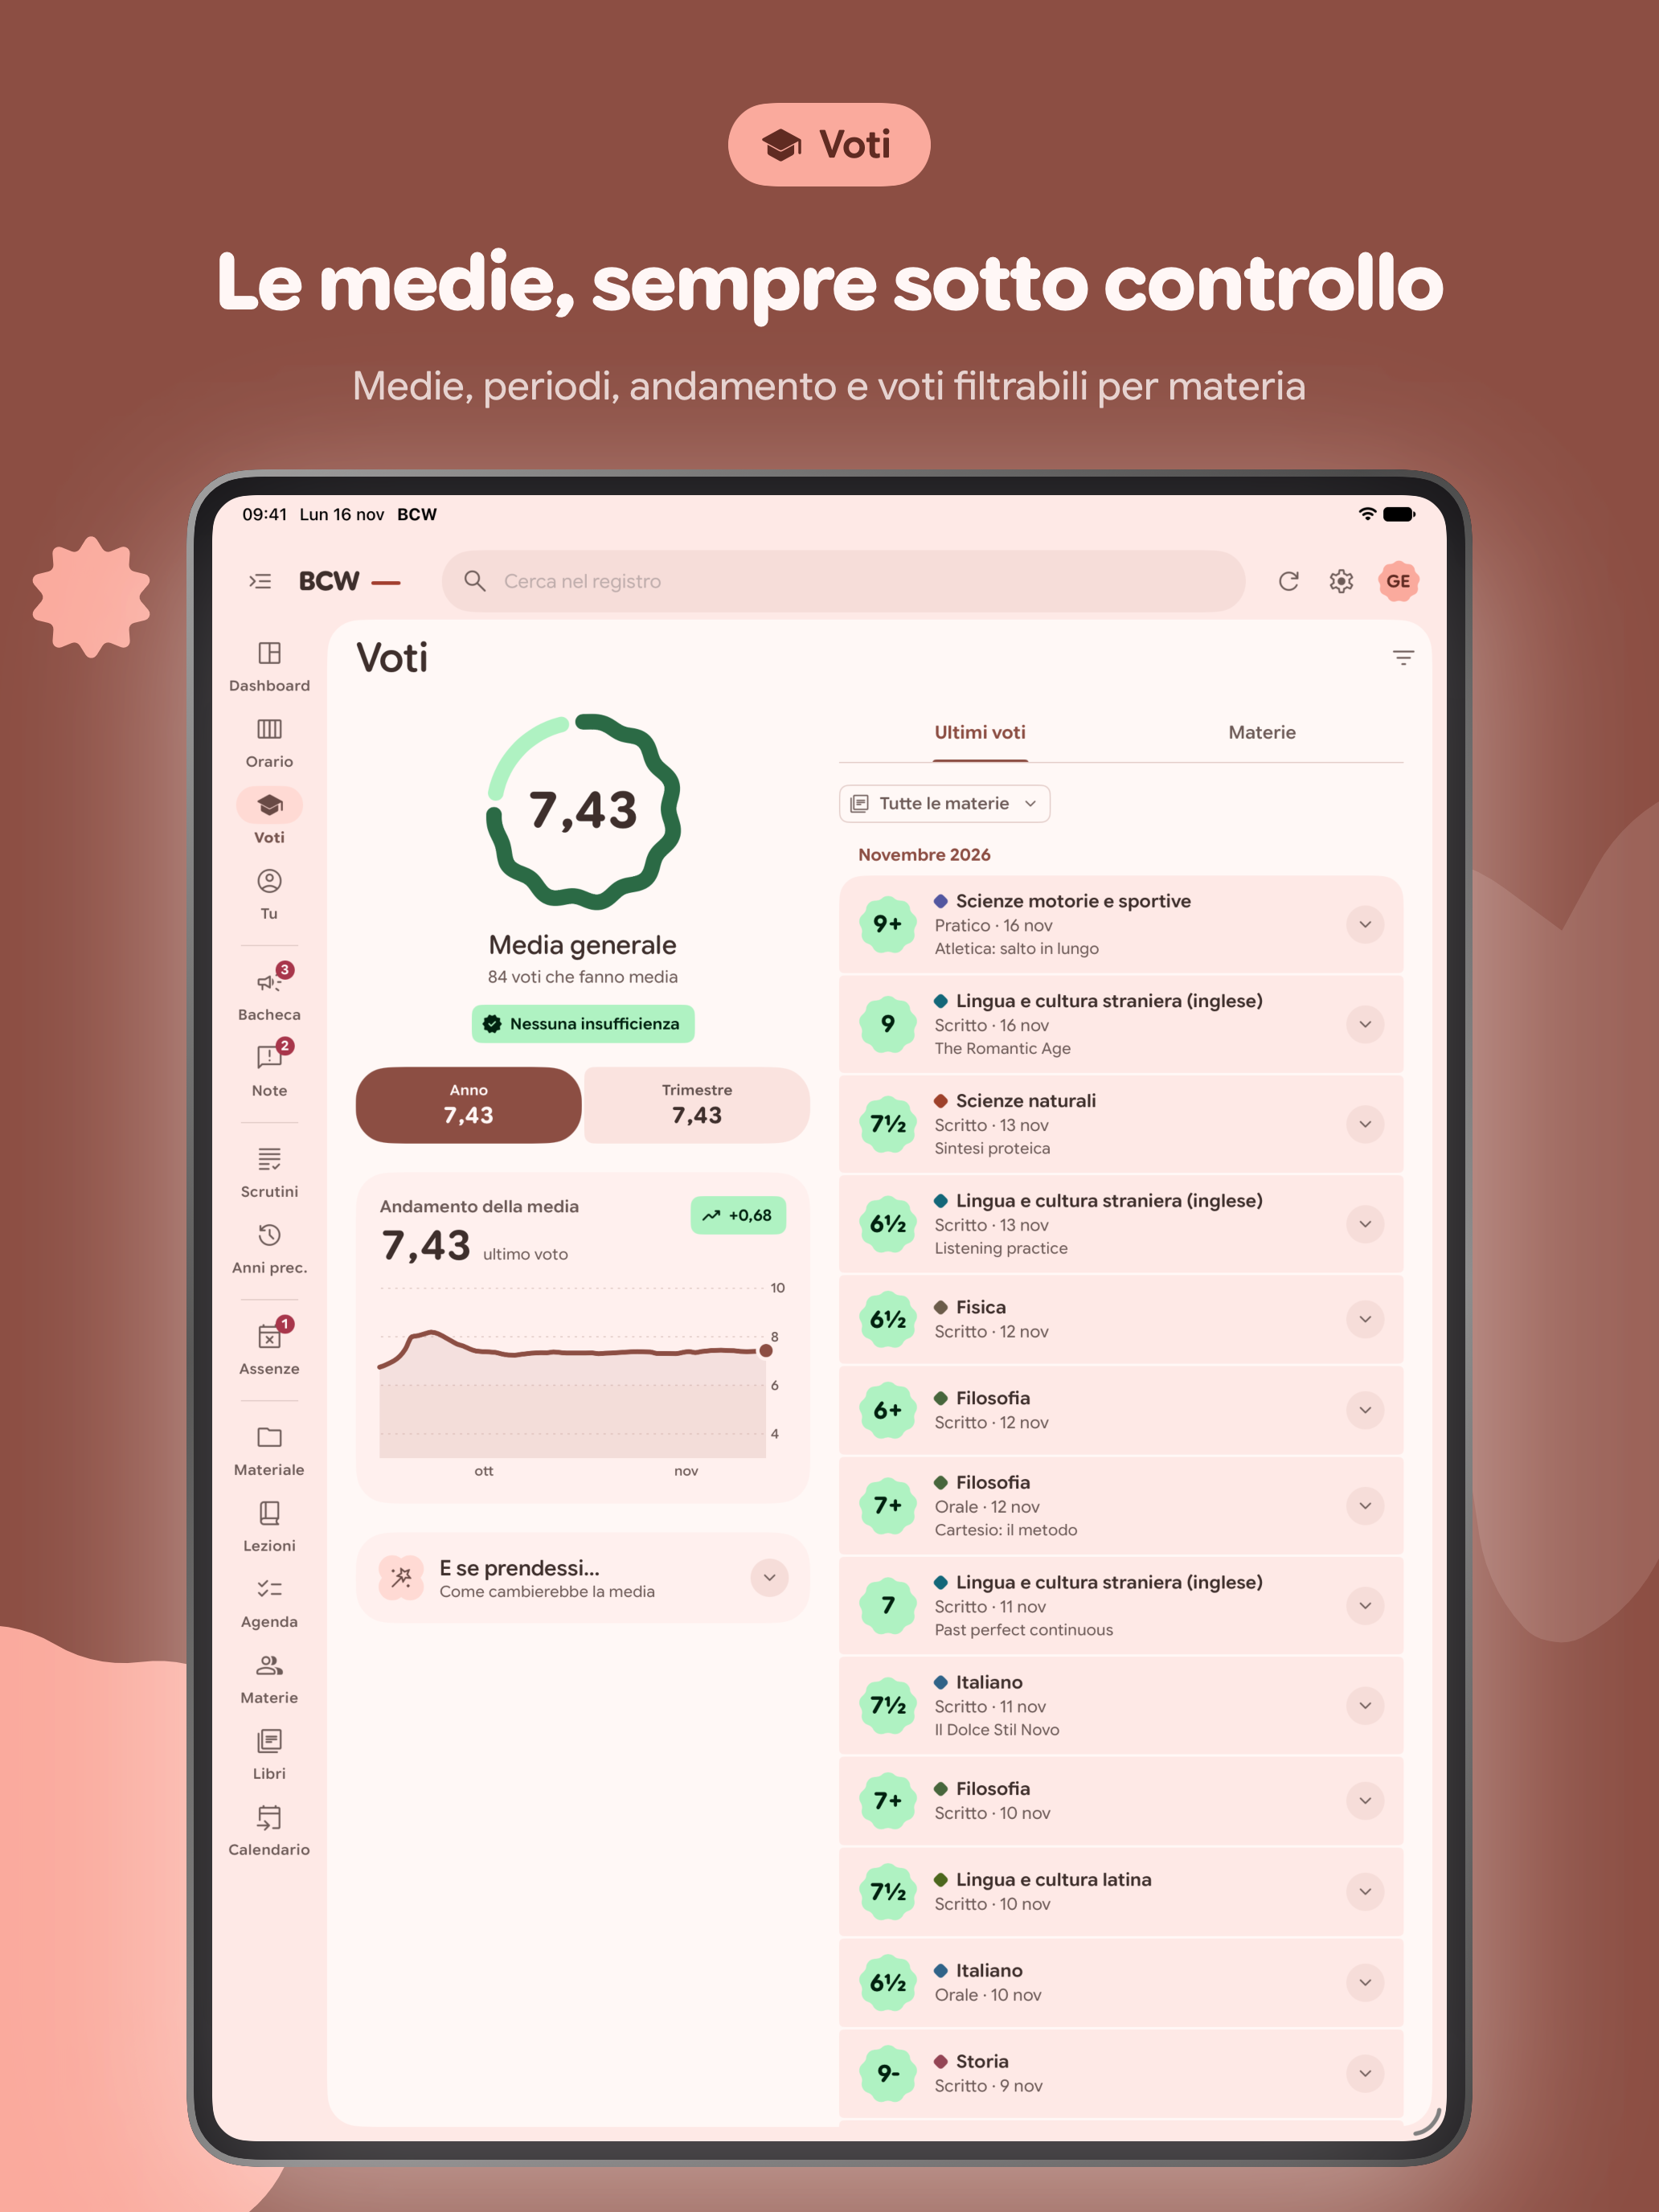 Voti
Le medie, sempre sotto controllo
Medie, periodi, andamento e voti filtrabili per materia
09:41 Lun 16 nov BCW
BCW
Cerca nel registro
GE
Dashboard
Orario
Voti
Tu
3
Bacheca
2
Note
Scrutini
Anni prec.
1
Assenze
Materiale
Lezioni
Agenda
Materie
Libri
Calendario
Voti
7,43
Media generale
84 voti che fanno media
Nessuna insufficienza
Anno
7,43
Trimestre
7,43
Andamento della media
7,43 ultimo voto
+0,68
10
8
6
4
ott nov
E se prendessi...
Come cambierebbe la media
Ultimi voti Materie
Tutte le materie
Novembre 2026
9+
Scienze motorie e sportive
Pratico · 16 nov
Atletica: salto in lungo
9
Lingua e cultura straniera (inglese)
Scritto · 16 nov
The Romantic Age
7½
Scienze naturali
Scritto · 13 nov
Sintesi proteica
6½
Lingua e cultura straniera (inglese)
Scritto · 13 nov
Listening practice
6½
Fisica
Scritto · 12 nov
6+
Filosofia
Scritto · 12 nov
7+
Filosofia
Orale · 12 nov
Cartesio: il metodo
7
Lingua e cultura straniera (inglese)
Scritto · 11 nov
Past perfect continuous
7½
Italiano
Scritto · 11 nov
Il Dolce Stil Novo
7+
Filosofia
Scritto · 10 nov
7½
Lingua e cultura latina
Scritto · 10 nov
6½
Italiano
Orale · 10 nov
9-
Storia
Scritto · 9 nov